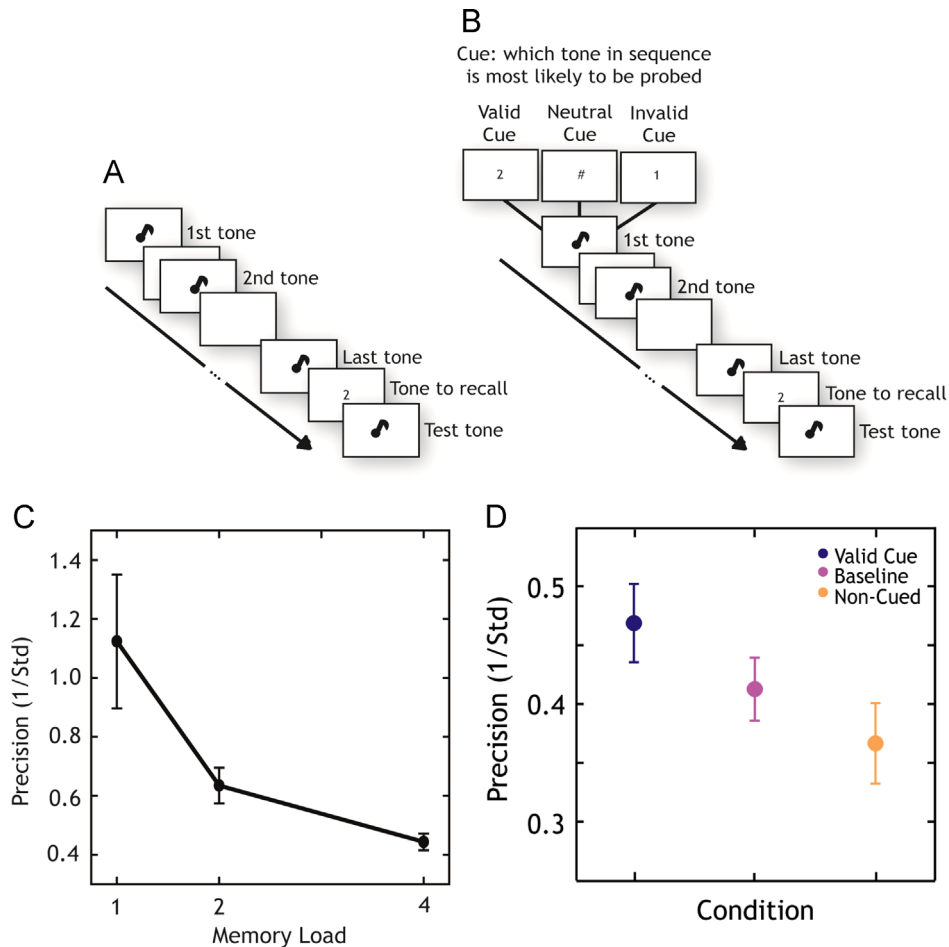 A
1st tone
2nd tone
Last tone
2
Tone to recall
Test tone
B
Cue: which tone in sequence
is most likely to be probed
Valid
Cue
Neutral
Cue
Invalid
Cue
2
#
1
1st tone
2nd tone
Last tone
2
Tone to recall
Test tone
C
Precision (1/Std)
1.4
1.2
1.0
0.8
0.6
0.4
1
2
4
Memory Load
D
Precision (1/Std)
0.5
0.4
0.3
Valid Cue
Baseline
Non-Cued
Condition